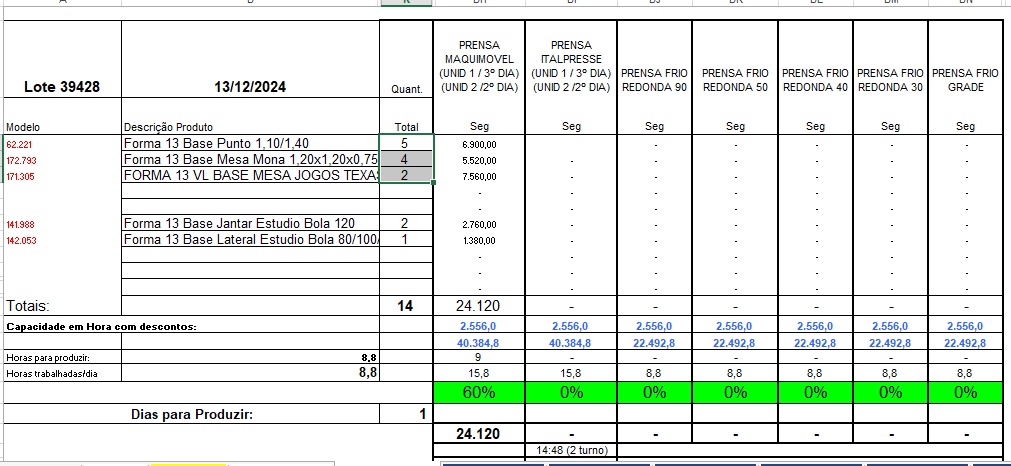 PRENSA MAQUIMOVEL (UNID 1 / 3º DIA) (UNID 2 /2º DIA)
PRENSA ITALPRESSE (UNID 1 / 3º DIA) (UNID 2 /2º DIA)
PRENSA FRIO REDONDA 90
PRENSA FRIO REDONDA 50
PRENSA FRIO REDONDA 40
PRENSA FRIO REDONDA 30
PRENSA FRIO GRADE
Lote 39428 13/12/2024 Quant.
Modelo Descrição Produto Total Seg Seg Seg Seg Seg Seg Seg
62.221 Forma 13 Base Punto 1,10/1,40 5 6.900,00 - - - - -
172.793 Forma 13 Base Mesa Mona 1,20x1,20x0,75 4 5.520,00 - - - - - -
171.305 FORMA 13 VL BASE MESA JOGOS TEXAS 2 7.560,00 - - - - - -
- - - - - - -
- - - - - - -
141.988 Forma 13 Base Jantar Estudio Bola 120 2 2.760,00 - - - - - -
142.053 Forma 13 Base Lateral Estudio Bola 80/100/ 1 1.380,00 - - - - - -
- - - - - - -
- - - - - - -
- - - - - - -
Totais: 14 24.120 - - - - - -
Capacidade em Hora com descontos: 2.556,0 2.556,0 2.556,0 2.556,0 2.556,0 2.556,0 2.556,0
40.384,8 40.384,8 22.492,8 22.492,8 22.492,8 22.492,8 22.492,8
Horas para produzir: 8,8 9 - - - - - -
Horas trabalhadas/dia 8,8 15,8 15,8 8,8 8,8 8,8 8,8 8,8
60% 0% 0% 0% 0% 0% 0%
Dias para Produzir: 1
24.120 - - - - - -
14:48 (2 turno)